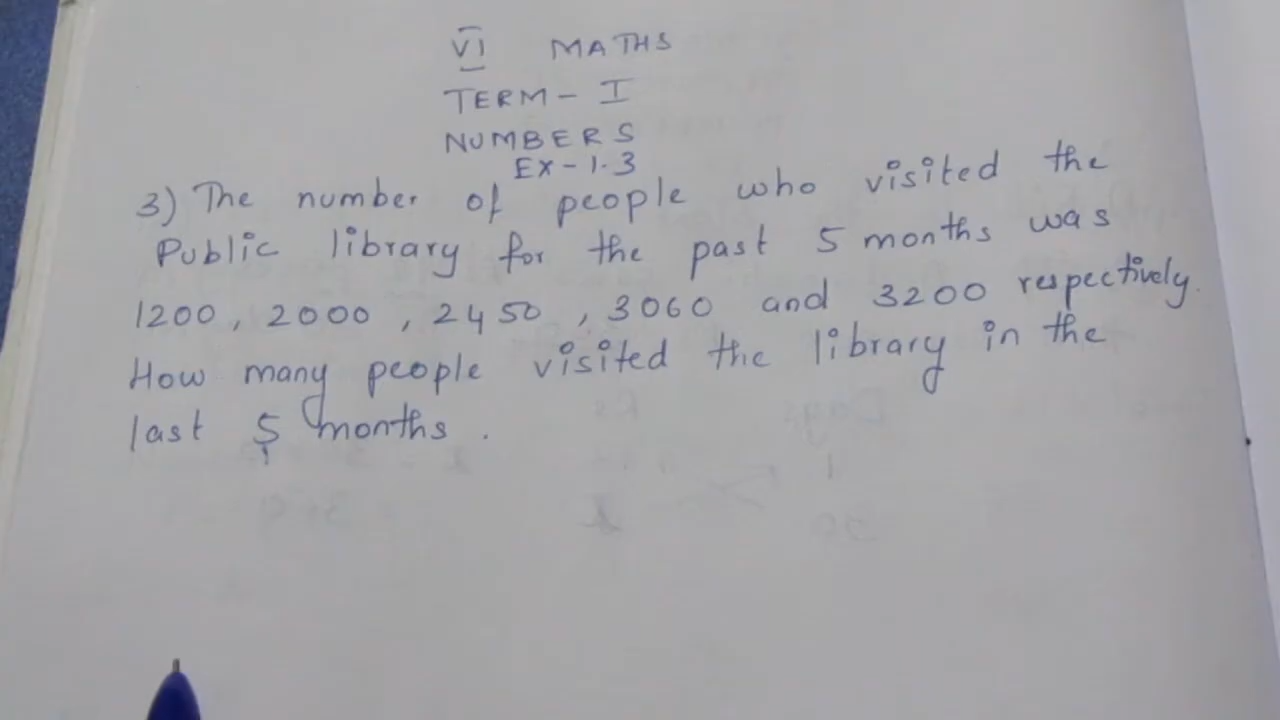 VI MATHS
TERM - I
NUMBERS
EX - 1.3
3) The number of people who visited the
Public library for the past 5 months was
1200, 2000, 2450, 3060 and 3200 respectively.
How many people visited the library in the
last 5 months.